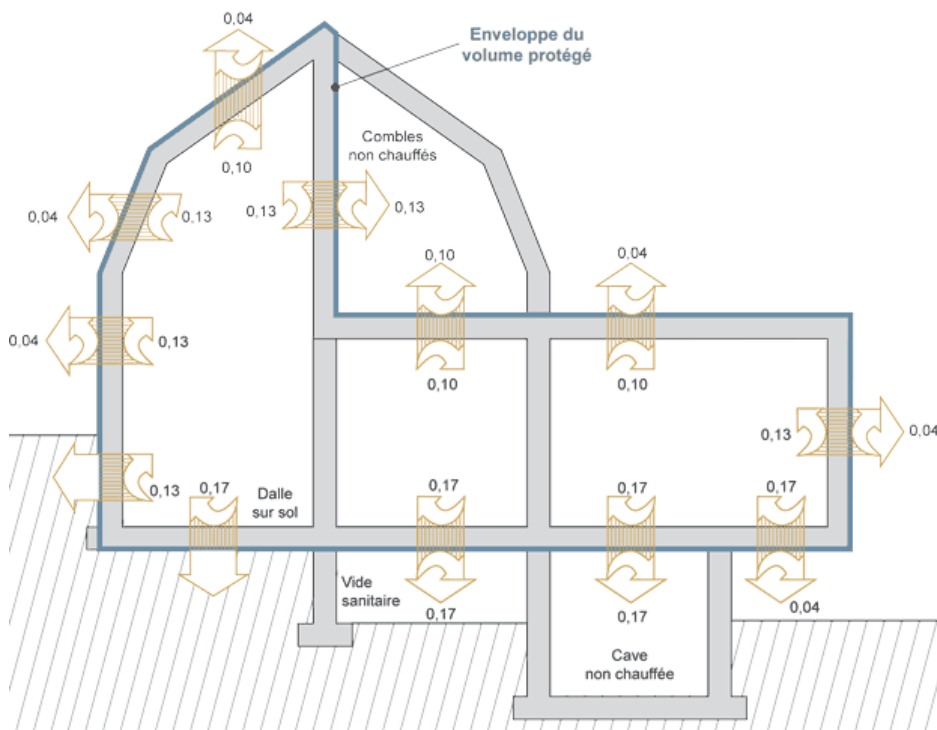 0,04
Enveloppe du
volume protégé
Combles
non chauffés
0,10
0,04
0,13
0,13
0,13
0,10
0,04
0,04
0,13
0,10
0,10
0,13
0,04
0,13
0,17
Dalle
sur sol
0,17
0,17
0,17
Vide
sanitaire
0,17
0,17
0,04
Cave
non chauffée